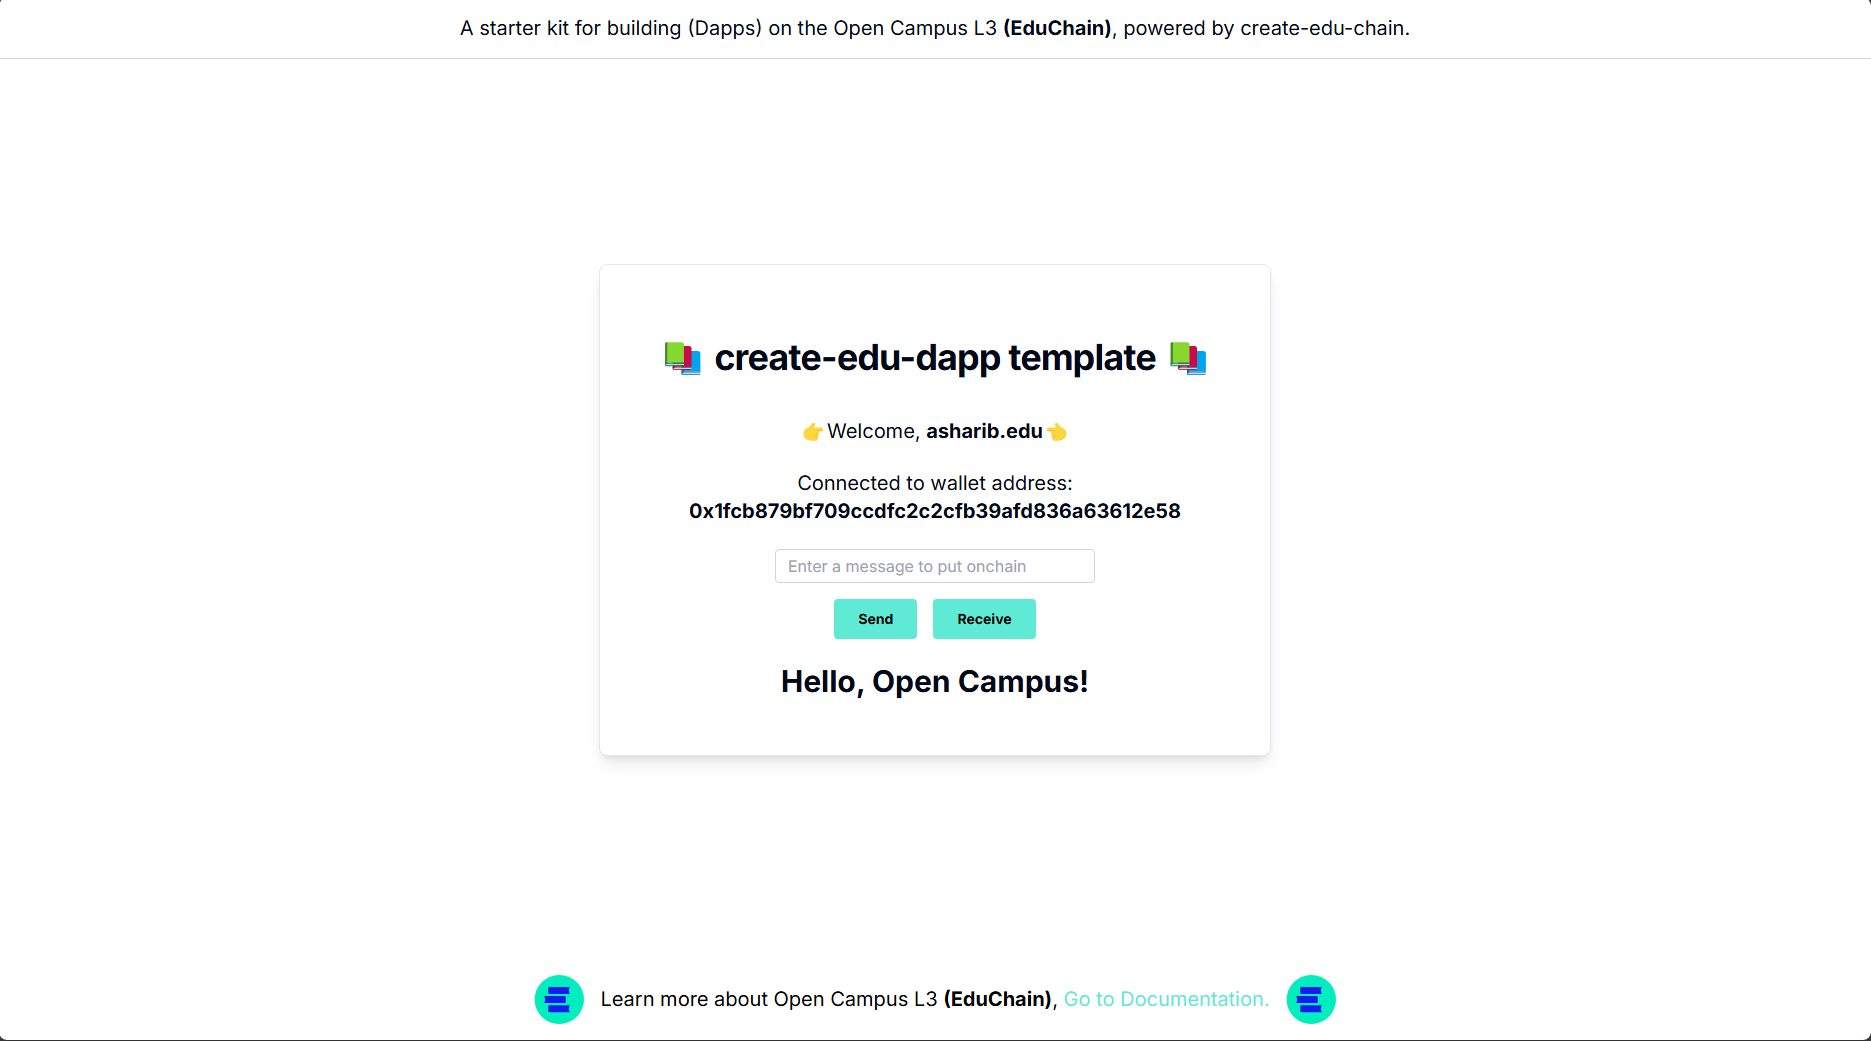 A starter kit for building (Dapps) on the Open Campus L3 (EduChain), powered by create-edu-chain.
create-edu-dapp template
Welcome, asharib.edu
Connected to wallet address:
0x1fcb879bf709ccdfc2c2cfb39afd836a63612e58
Enter a message to put onchain
Send Receive
Hello, Open Campus!
Learn more about Open Campus L3 (EduChain), Go to Documentation.